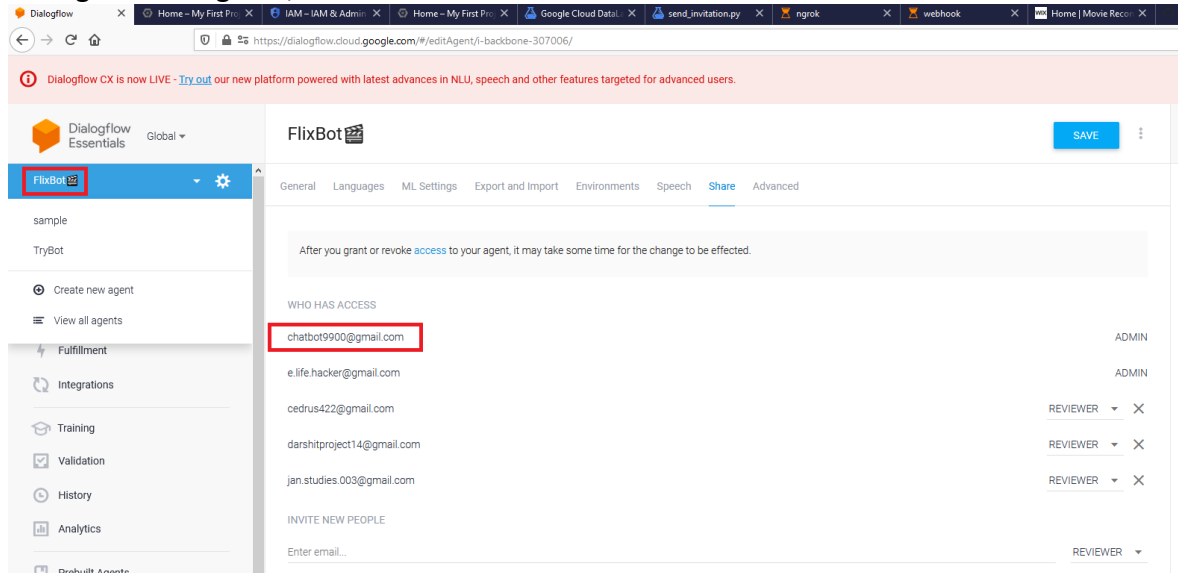 Dialogflow
Home – My First Proj
IAM – IAM & Admin
Home – My First Proj
Google Cloud DataLa
send_invitation.py
ngrok
webhook
WIX Home | Movie Recom
https://dialogflow.cloud.google.com/#/editAgent/i-backbone-307006/
Dialogflow CX is now LIVE - Try out our new platform powered with latest advances in NLU, speech and other features targeted for advanced users.
Dialogflow
Essentials
Global
FlixBot🎬
SAVE
FlixBot🎬
General Languages ML Settings Export and Import Environments Speech Share Advanced
sample
TryBot
After you grant or revoke access to your agent, it may take some time for the change to be effected.
Create new agent
View all agents
WHO HAS ACCESS
chatbot9900@gmail.com ADMIN
Fulfillment
e.life.hacker@gmail.com ADMIN
Integrations
cedrus422@gmail.com REVIEWER
Training
darshitproject14@gmail.com REVIEWER
Validation
jan.studies.003@gmail.com REVIEWER
History
INVITE NEW PEOPLE
Analytics
Enter email... REVIEWER
Prebuilt Agents